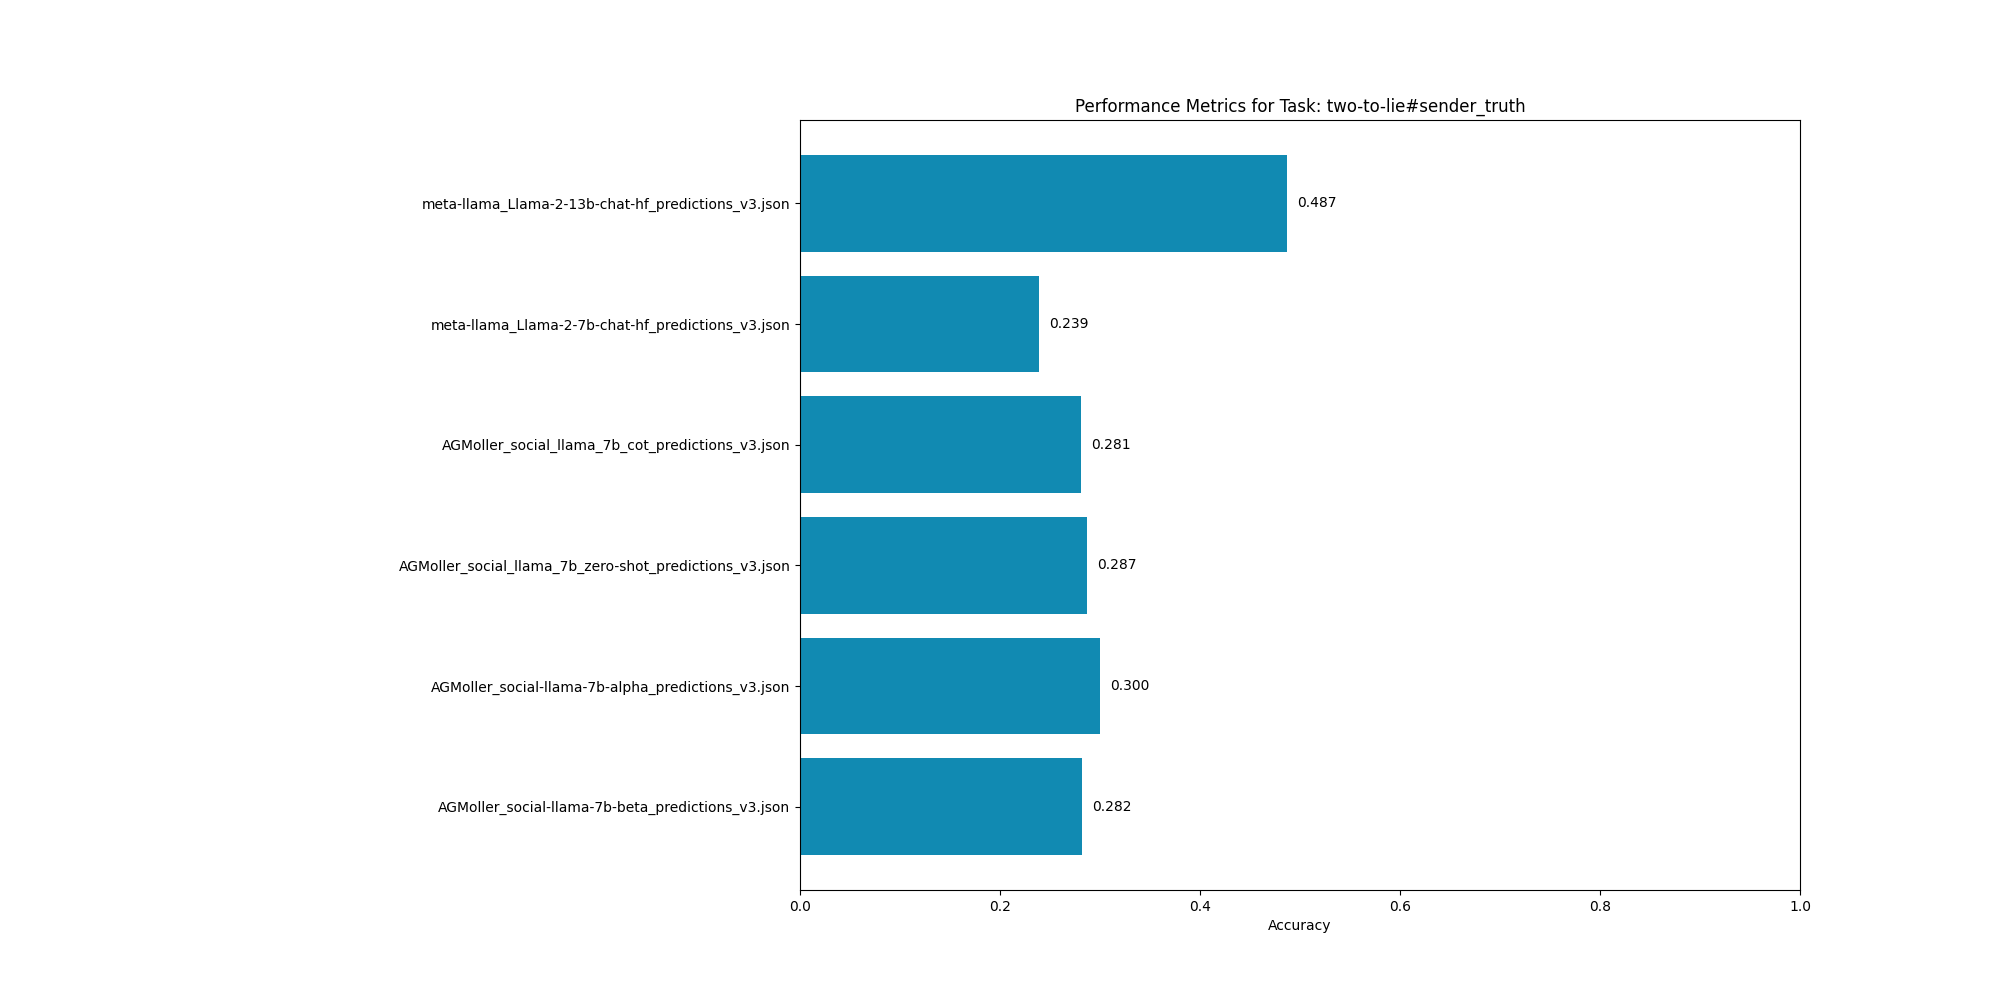 Performance Metrics for Task: two-to-lie#sender_truth
meta-llama_Llama-2-13b-chat-hf_predictions_v3.json
0.487
meta-llama_Llama-2-7b-chat-hf_predictions_v3.json
0.239
AGMoller_social_llama_7b_cot_predictions_v3.json
0.281
AGMoller_social_llama_7b_zero-shot_predictions_v3.json
0.287
AGMoller_social-llama-7b-alpha_predictions_v3.json
0.300
AGMoller_social-llama-7b-beta_predictions_v3.json
0.282
0.0 0.2 0.4 0.6 0.8 1.0
Accuracy